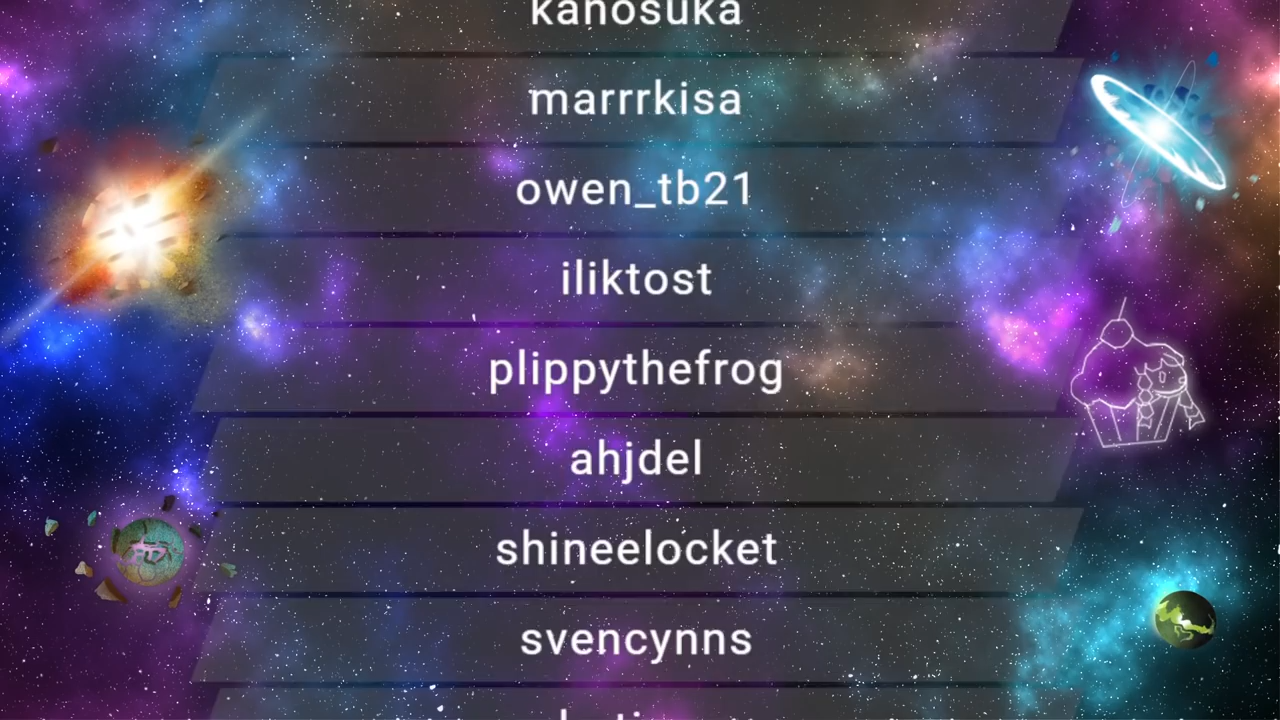 kanosuka
marrrkisa
owen_tb21
iliktost
plippythefrog
ahjdel
shineelocket
svencynns